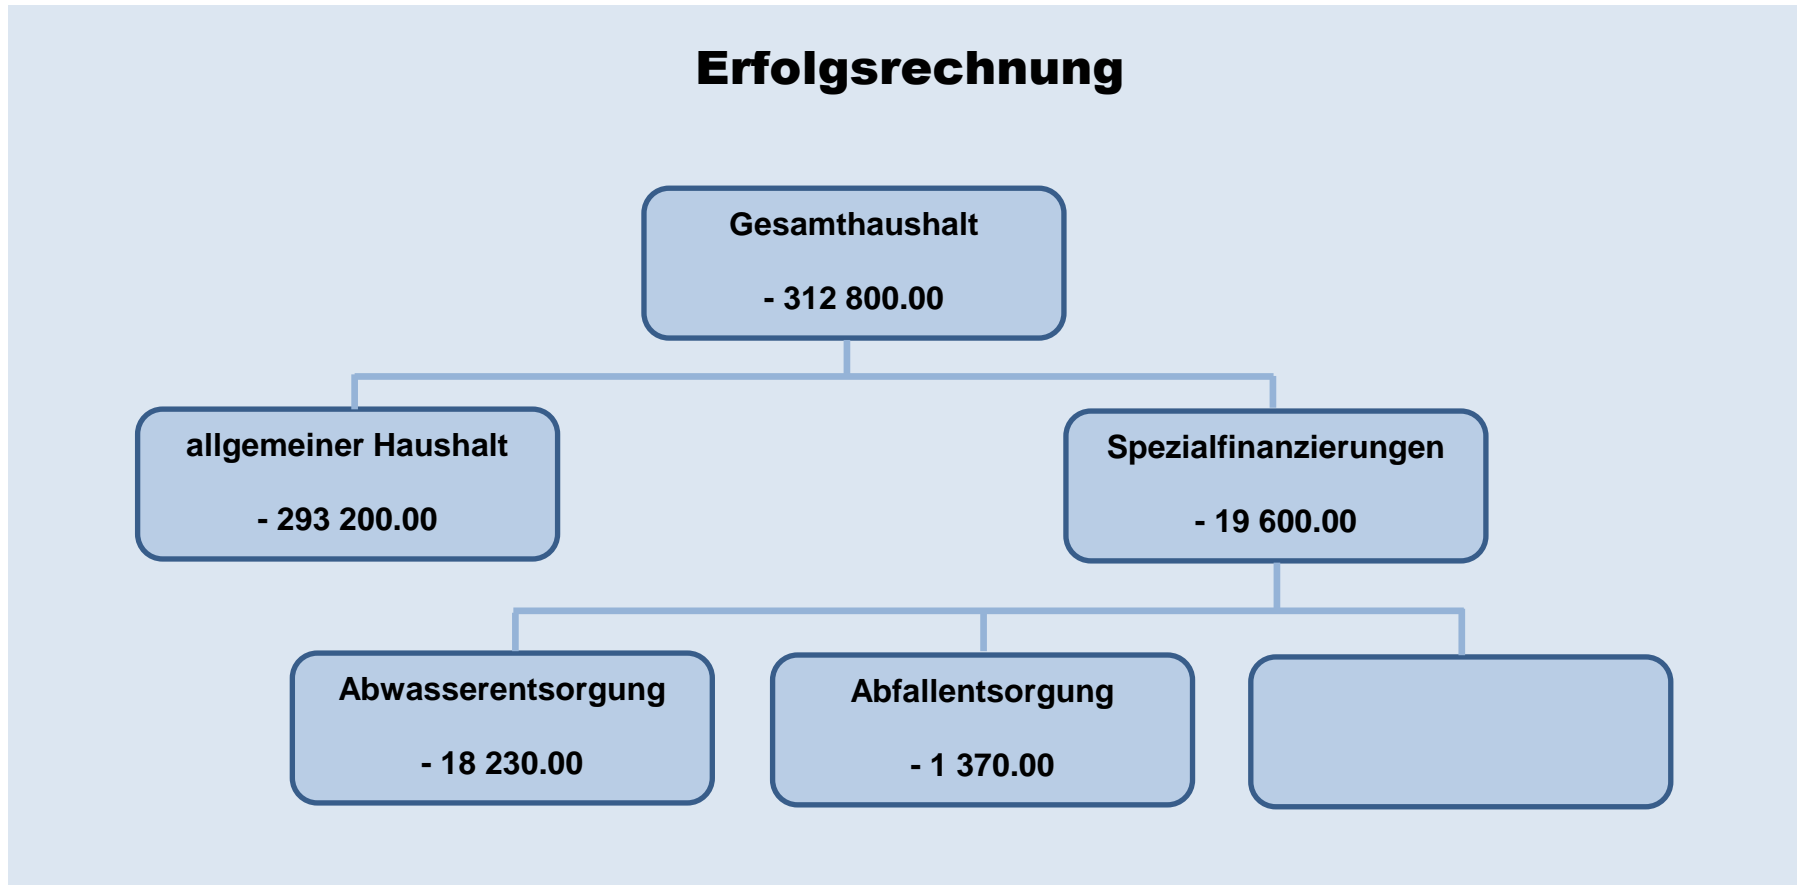 Erfolgsrechnung
Gesamthaushalt
- 312 800.00
allgemeiner Haushalt
- 293 200.00
Spezialfinanzierungen
- 19 600.00
Abwasserentsorgung
- 18 230.00
Abfallentsorgung
- 1 370.00